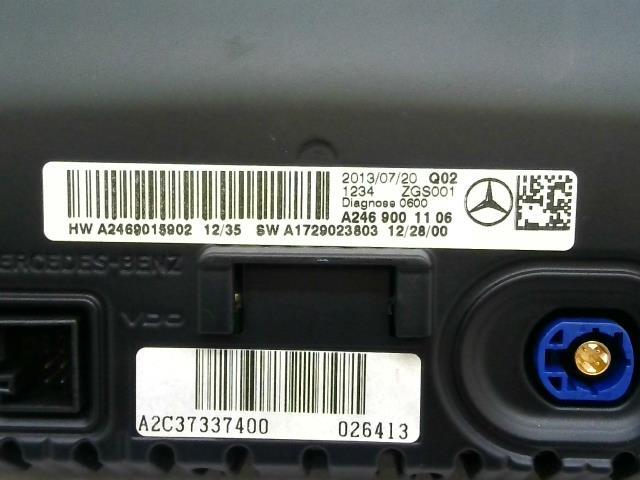 2013/07/20 Q02
1234 ZGS001
Diagnose 0600
A246 900 11 06
HW A2469015902 12/35 SW A1729023803 12/28/00
MERCEDES-BENZ
VDO
A2C37337400 026413